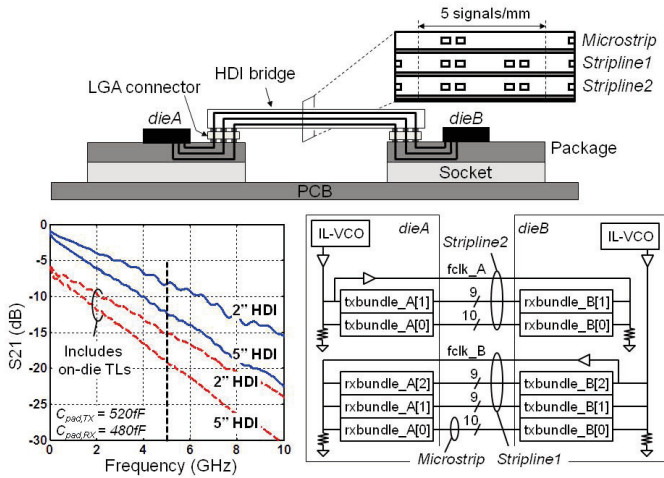 5 signals/mm
Microstrip
Stripline1
Stripline2
HDI bridge
LGA connector
dieA
dieB
Package
Socket
PCB
0
-5
-10
-15
-20
-25
-30
S21 (dB)
0 2 4 6 8 10
Frequency (GHz)
2” HDI
5” HDI
2” HDI
5” HDI
Includes
on-die TLs
C_pad,TX = 520fF
C_pad,RX = 480fF
IL-VCO
dieA
dieB
IL-VCO
Stripline2
fclk_A
txbundle_A[1] 9 rxbundle_B[1]
txbundle_A[0] 10 rxbundle_B[0]
fclk_B
rxbundle_A[2] 9 txbundle_B[2]
rxbundle_A[1] 9 txbundle_B[1]
rxbundle_A[0] 10 txbundle_B[0]
Microstrip
Stripline1